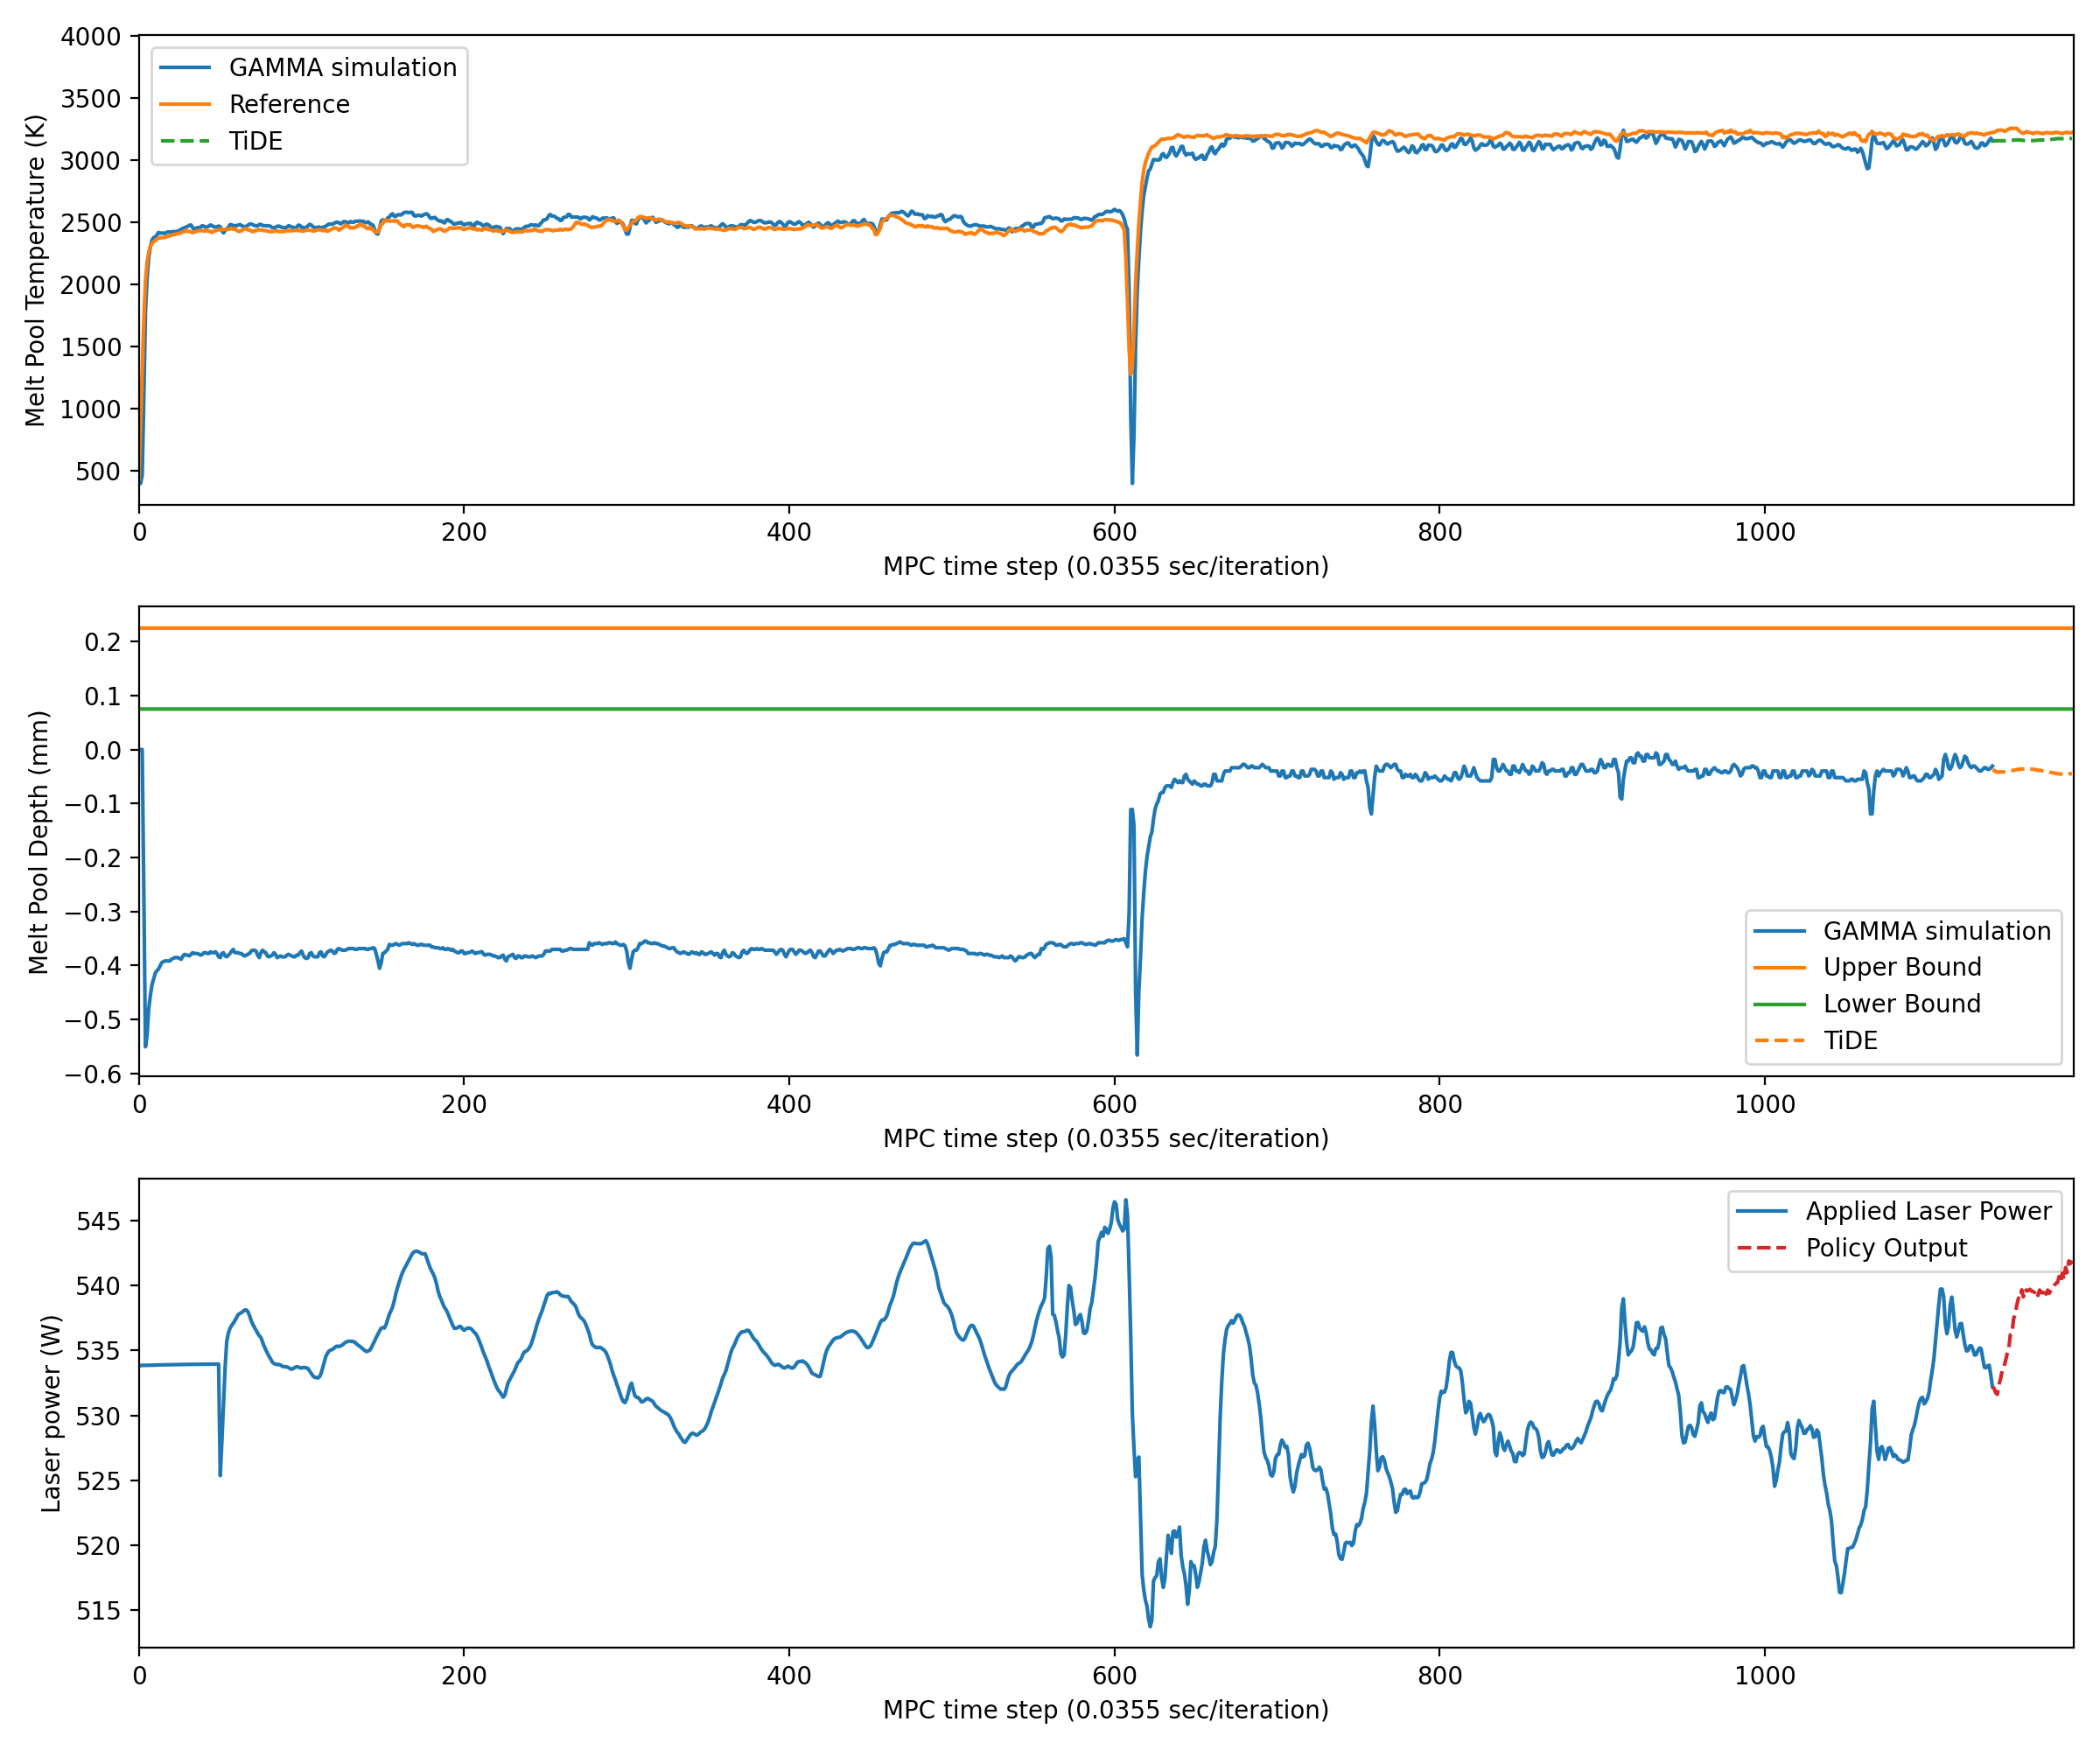 4000
3500
3000
2500
2000
1500
1000
500
Melt Pool Temperature (K)
GAMMA simulation
Reference
TiDE
0 200 400 600 800 1000
MPC time step (0.0355 sec/iteration)
0.2
0.1
0.0
−0.1
−0.2
−0.3
−0.4
−0.5
−0.6
Melt Pool Depth (mm)
GAMMA simulation
Upper Bound
Lower Bound
TiDE
0 200 400 600 800 1000
MPC time step (0.0355 sec/iteration)
545
540
535
530
525
520
515
Laser power (W)
Applied Laser Power
Policy Output
0 200 400 600 800 1000
MPC time step (0.0355 sec/iteration)